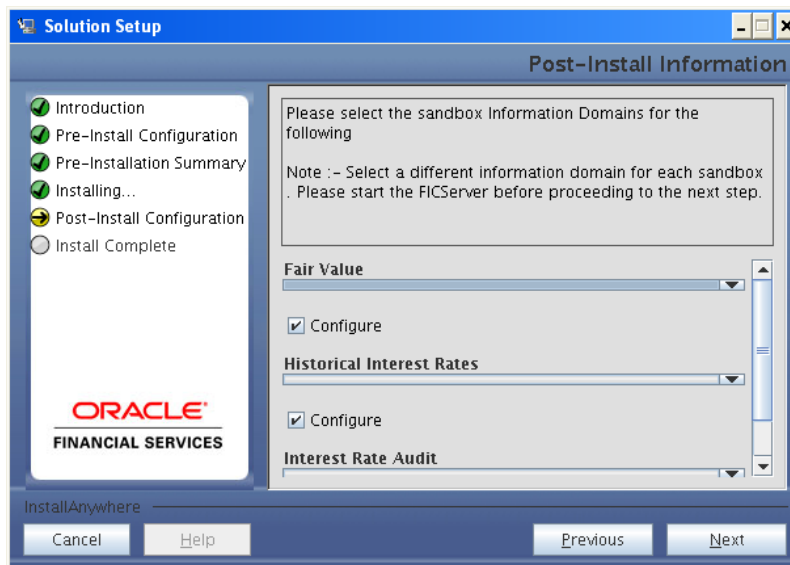 Solution Setup
Post-Install Information
Introduction
Pre-Install Configuration
Pre-Installation Summary
Installing...
Post-Install Configuration
Install Complete
ORACLE
FINANCIAL SERVICES
Please select the sandbox Information Domains for the
following
Note :- Select a different information domain for each sandbox
. Please start the FICServer before proceeding to the next step.
Fair Value
Configure
Historical Interest Rates
Configure
Interest Rate Audit
InstallAnywhere
Cancel
Help
Previous
Next